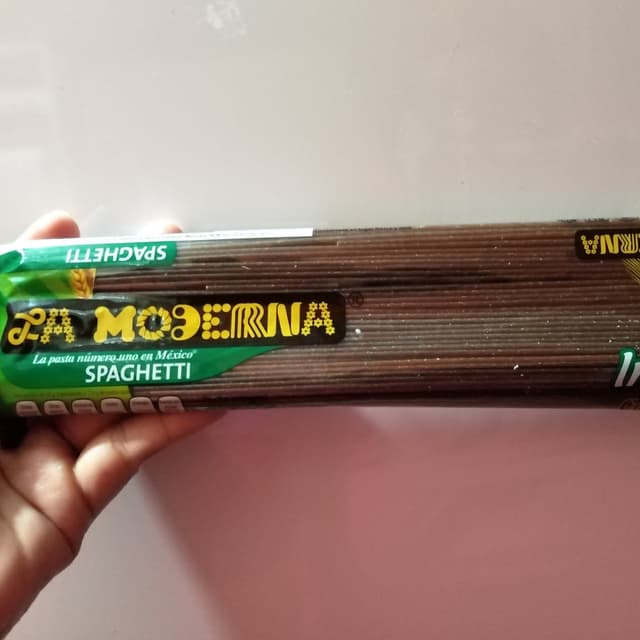 SPAGHETTI
LA MODERNA®
La pasta número uno en México®
SPAGHETTI